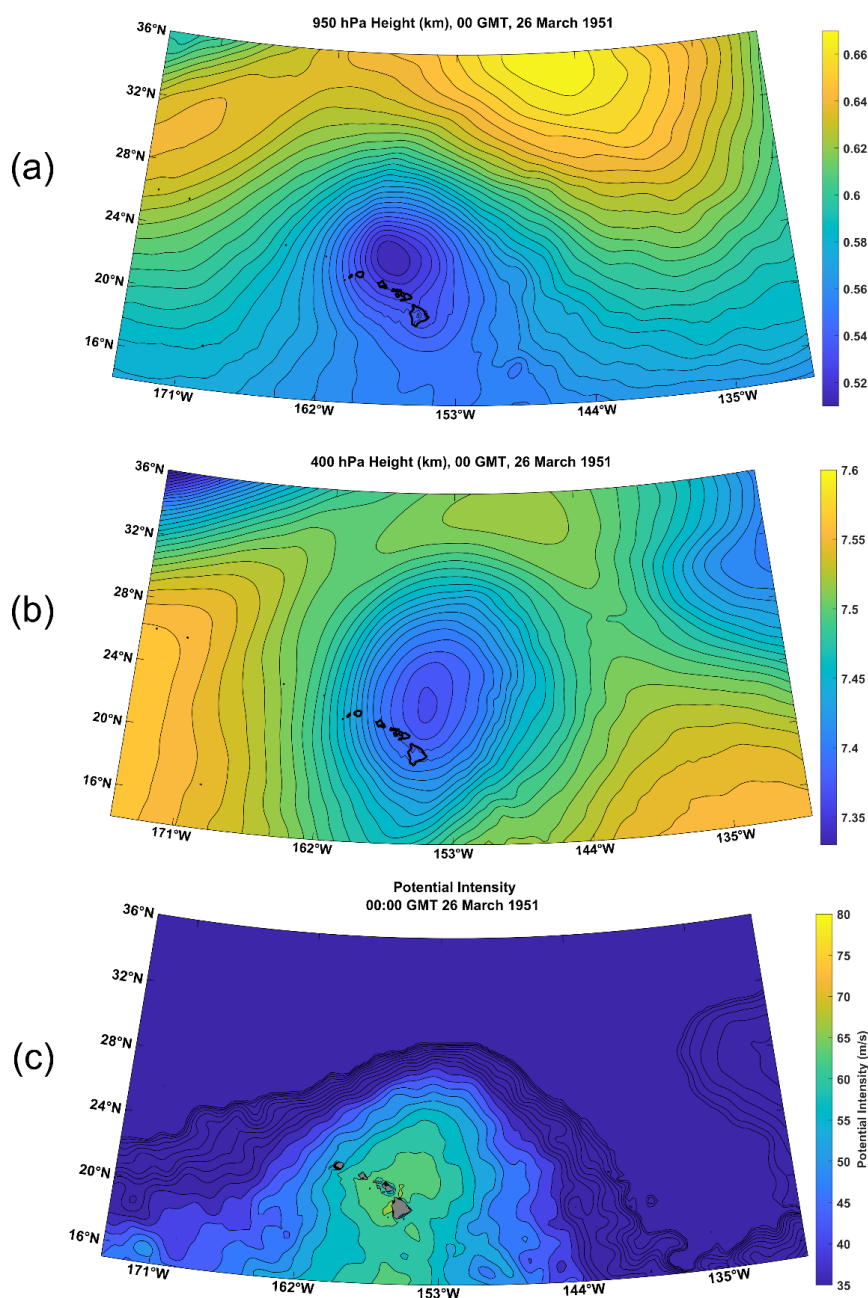 950 hPa Height (km), 00 GMT, 26 March 1951
(a)
36°N
32°N
28°N
24°N
20°N
16°N
171°W
162°W
153°W
144°W
135°W
0.66
0.64
0.62
0.6
0.58
0.56
0.54
0.52
400 hPa Height (km), 00 GMT, 26 March 1951
(b)
36°N
32°N
28°N
24°N
20°N
16°N
171°W
162°W
153°W
144°W
135°W
7.6
7.55
7.5
7.45
7.4
7.35
Potential Intensity
00:00 GMT 26 March 1951
(c)
36°N
32°N
28°N
24°N
20°N
16°N
171°W
162°W
153°W
144°W
135°W
80
75
70
65
60
55
50
45
40
35
Potential Intensity (m/s)